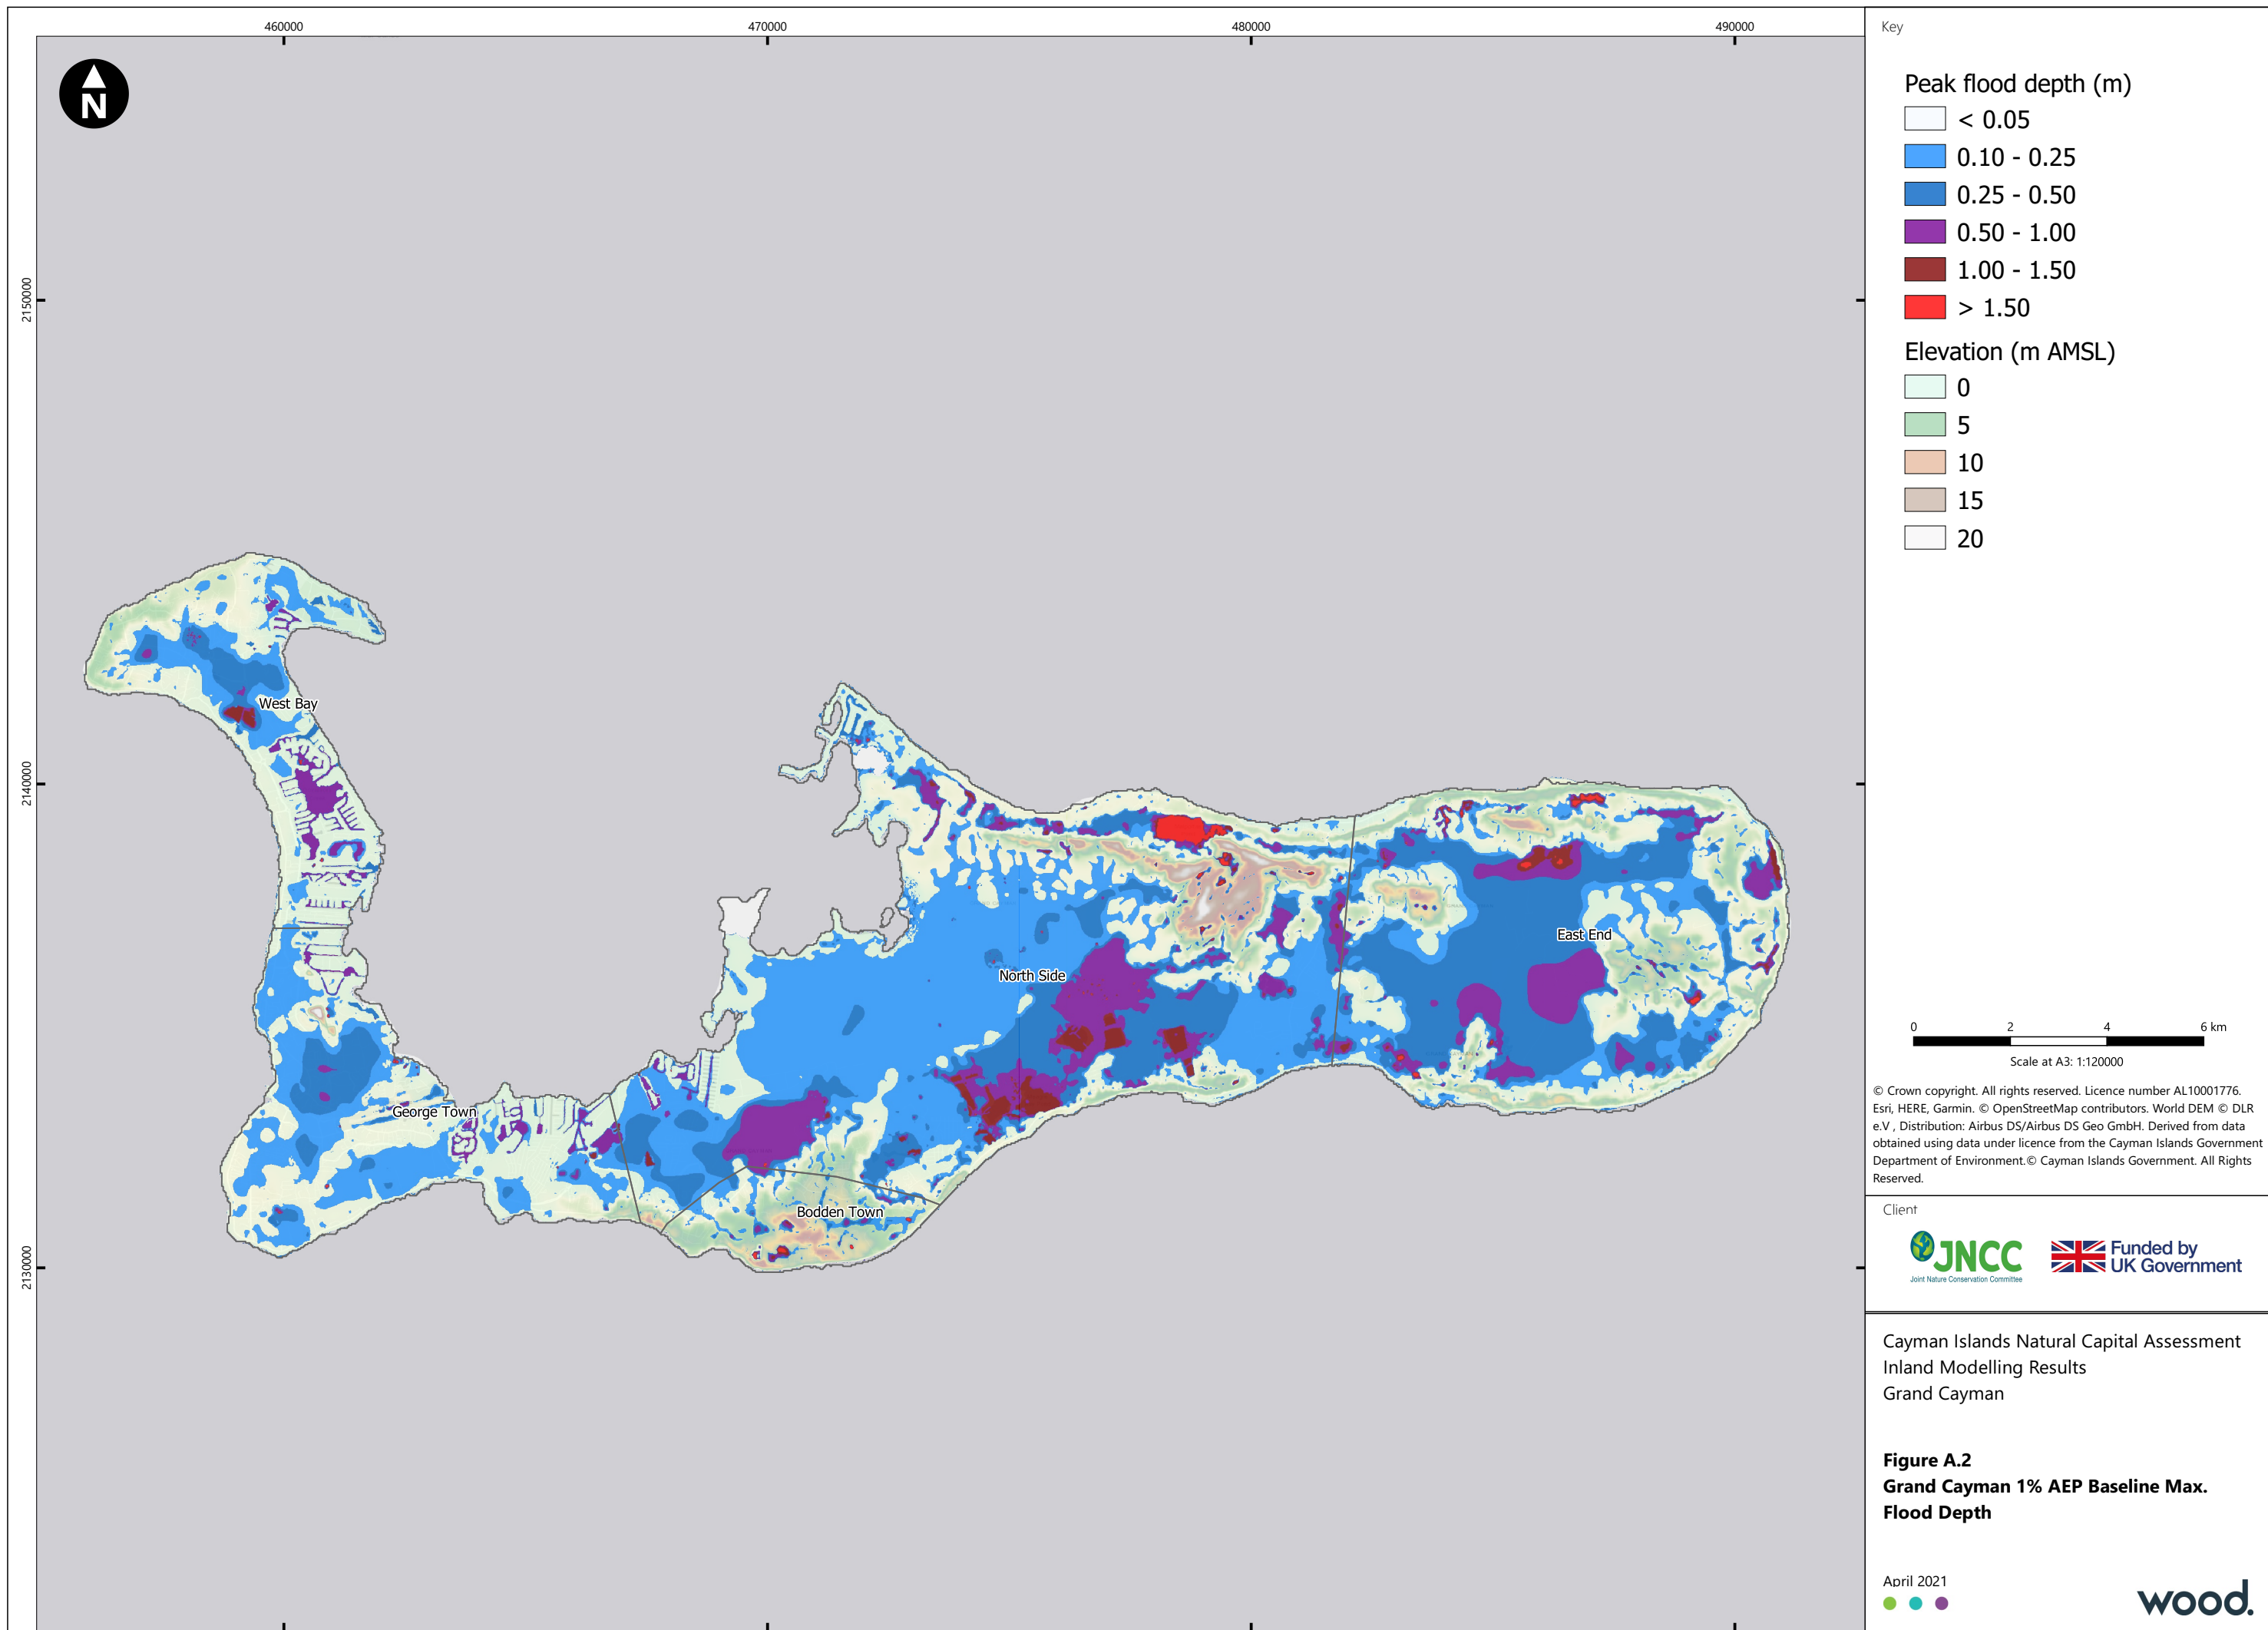 460000
470000
480000
490000
2150000
2140000
2130000
N
West Bay
North Side
East End
George Town
Bodden Town
Key
Peak flood depth (m)
< 0.05
0.10 - 0.25
0.25 - 0.50
0.50 - 1.00
1.00 - 1.50
> 1.50
Elevation (m AMSL)
0
5
10
15
20
0 2 4 6 km
Scale at A3: 1:120000
© Crown copyright. All rights reserved. Licence number AL10001776.
Esri, HERE, Garmin. © OpenStreetMap contributors. World DEM © DLR
e.V , Distribution: Airbus DS/Airbus DS Geo GmbH. Derived from data
obtained using data under licence from the Cayman Islands Government
Department of Environment.© Cayman Islands Government. All Rights
Reserved.
Client
JNCC
Joint Nature Conservation Committee
Funded by
UK Government
Cayman Islands Natural Capital Assessment
Inland Modelling Results
Grand Cayman
Figure A.2
Grand Cayman 1% AEP Baseline Max.
Flood Depth
April 2021
wood.